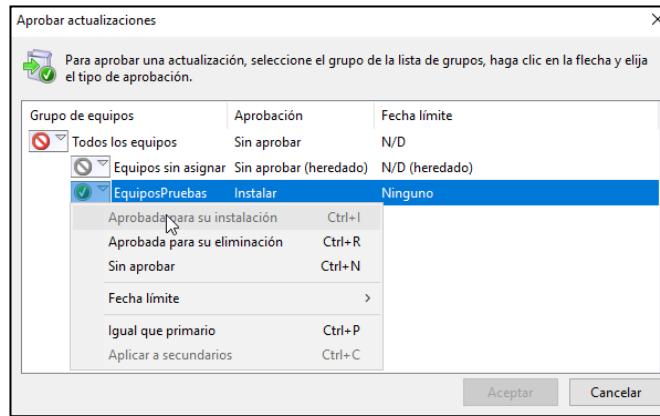 Aprobar actualizaciones
Para aprobar una actualización, seleccione el grupo de la lista de grupos, haga clic en la flecha y elija
el tipo de aprobación.
Grupo de equipos Aprobación Fecha límite
Todos los equipos Sin aprobar N/D
Equipos sin asignar Sin aprobar (heredado) N/D (heredado)
EquiposPruebas Instalar Ninguno
Aprobada para su instalación Ctrl+I
Aprobada para su eliminación Ctrl+R
Sin aprobar Ctrl+N
Fecha límite
Igual que primario Ctrl+P
Aplicar a secundarios Ctrl+C
Aceptar Cancelar